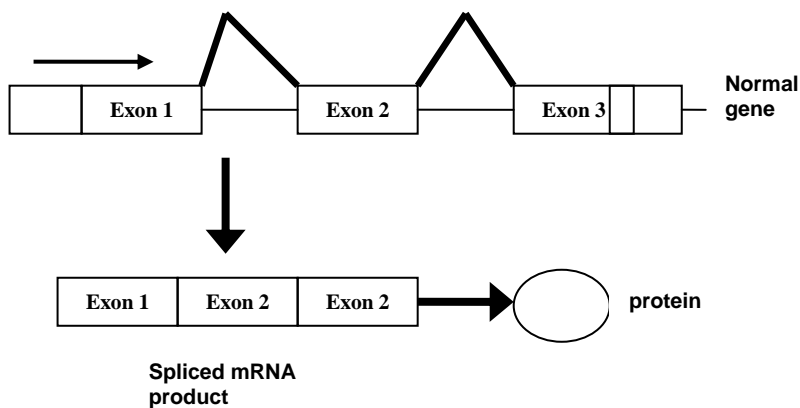 Exon 1
Exon 2
Exon 3
Normal
gene
Exon 1
Exon 2
Exon 2
protein
Spliced mRNA
product